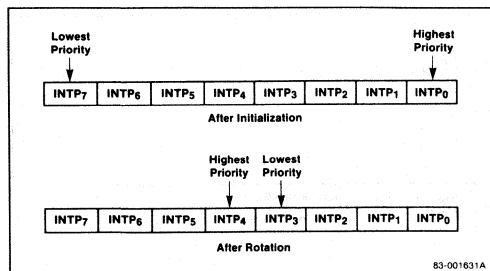 Lowest Priority
Highest Priority
INTP7 INTP6 INTP5 INTP4 INTP3 INTP2 INTP1 INTP0
After Initialization
Highest Priority
Lowest Priority
INTP7 INTP6 INTP5 INTP4 INTP3 INTP2 INTP1 INTP0
After Rotation
83-001631A